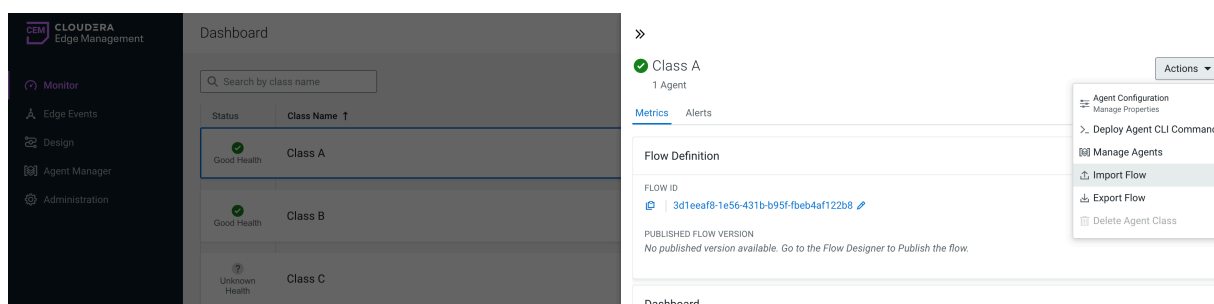 CEM CLOUDERA
Edge Management
Dashboard
Monitor
Edge Events
Design
Agent Manager
Administration
Search by class name
Status Class Name ↑
Good Health Class A
Good Health Class B
Unknown
Health
Class C
Class A
1 Agent
Actions
Metrics Alerts
Agent Configuration
Manage Properties
Deploy Agent CLI Command
Manage Agents
Import Flow
Export Flow
Delete Agent Class
Flow Definition
FLOW ID
3d1eeaf8-1e56-431b-b95f-fbeb4af122b8
PUBLISHED FLOW VERSION
No published version available. Go to the Flow Designer to Publish the flow.
Dashboard